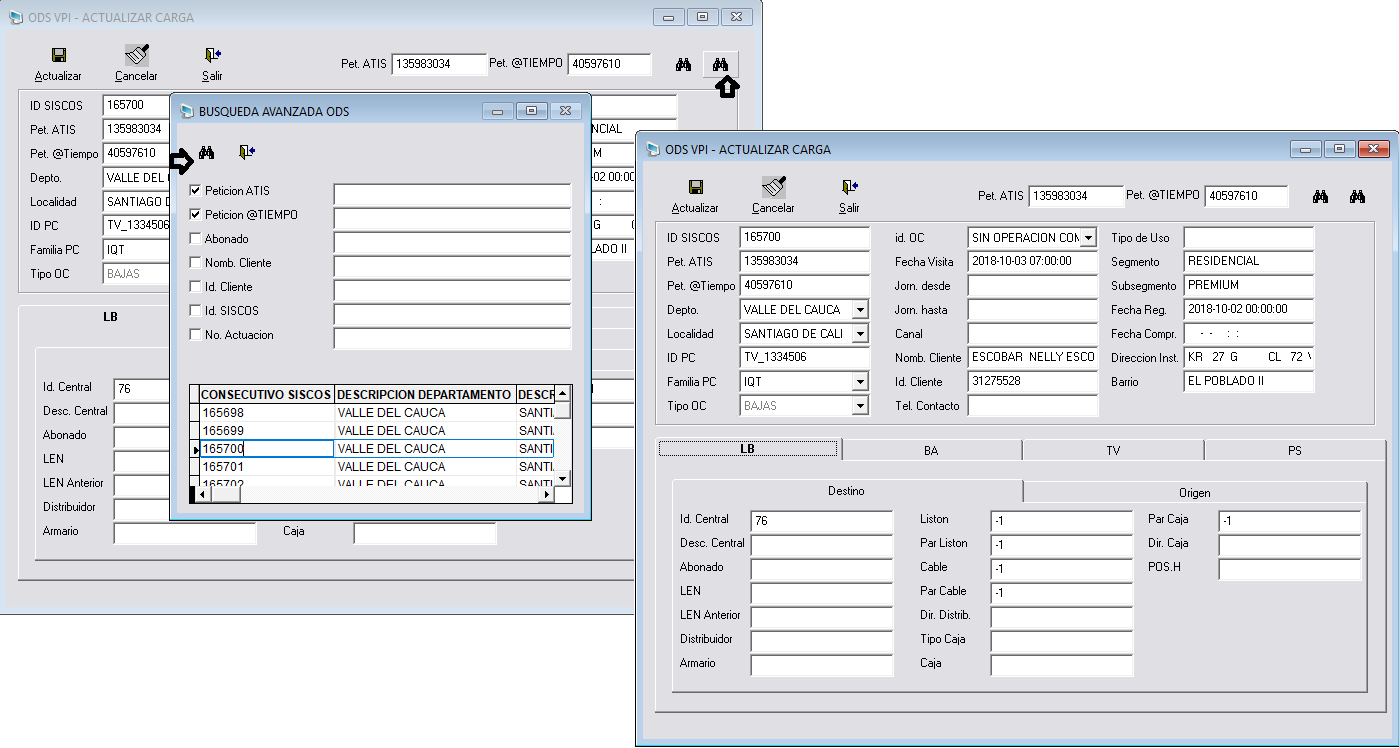 ODS VPI - ACTUALIZAR CARGA
Actualizar Cancelar Salir Pet. ATIS 135983034 Pet. @TIEMPO 40597610
ID SISCOS 165700
Pet. ATIS 135983034 NCIAL
Pet. @Tiempo 40597610 M
Depto. VALLE DEL -02 00:00
Localidad SANTIAGO D :
ID PC TV_1334506 G
Familia PC IQT LADO II
Tipo OC BAJAS
LB
Id. Central 76
Desc. Central
Abonado
LEN
LEN Anterior
Distribuidor
Armario Caja
BUSQUEDA AVANZADA ODS
Peticion ATIS
Peticion @TIEMPO
Abonado
Nomb. Cliente
Id. Cliente
Id. SISCOS
No. Actuacion
CONSECUTIVO SISCOS DESCRIPCION DEPARTAMENTO DESCR
165698 VALLE DEL CAUCA SANTI
165699 VALLE DEL CAUCA SANTI
165700 VALLE DEL CAUCA SANTI
165701 VALLE DEL CAUCA SANTI
165702 VALLE DEL CAUCA SANTI
ODS VPI - ACTUALIZAR CARGA
Actualizar Cancelar Salir Pet. ATIS 135983034 Pet. @TIEMPO 40597610
ID SISCOS 165700 id. OC SIN OPERACION COM Tipo de Uso
Pet. ATIS 135983034 Fecha Visita 2018-10-03 07:00:00 Segmento RESIDENCIAL
Pet. @Tiempo 40597610 Jorn. desde Subsegmento PREMIUM
Depto. VALLE DEL CAUCA Jorn. hasta Fecha Reg. 2018-10-02 00:00:00
Localidad SANTIAGO DE CALI Canal Fecha Compr. - - : :
ID PC TV_1334506 Nomb. Cliente ESCOBAR NELLY ESCO Direccion Inst. KR 27 G CL 72
Familia PC IQT Id. Cliente 31275528 Barrio EL POBLADO II
Tipo OC BAJAS Tel. Contacto
LB BA TV PS
Destino Origen
Id. Central 76 Liston -1 Par Caja -1
Desc. Central Par Liston -1 Dir. Caja
Abonado Cable -1 POS.H
LEN Par Cable -1
LEN Anterior Dir. Distrib.
Distribuidor Tipo Caja
Armario Caja